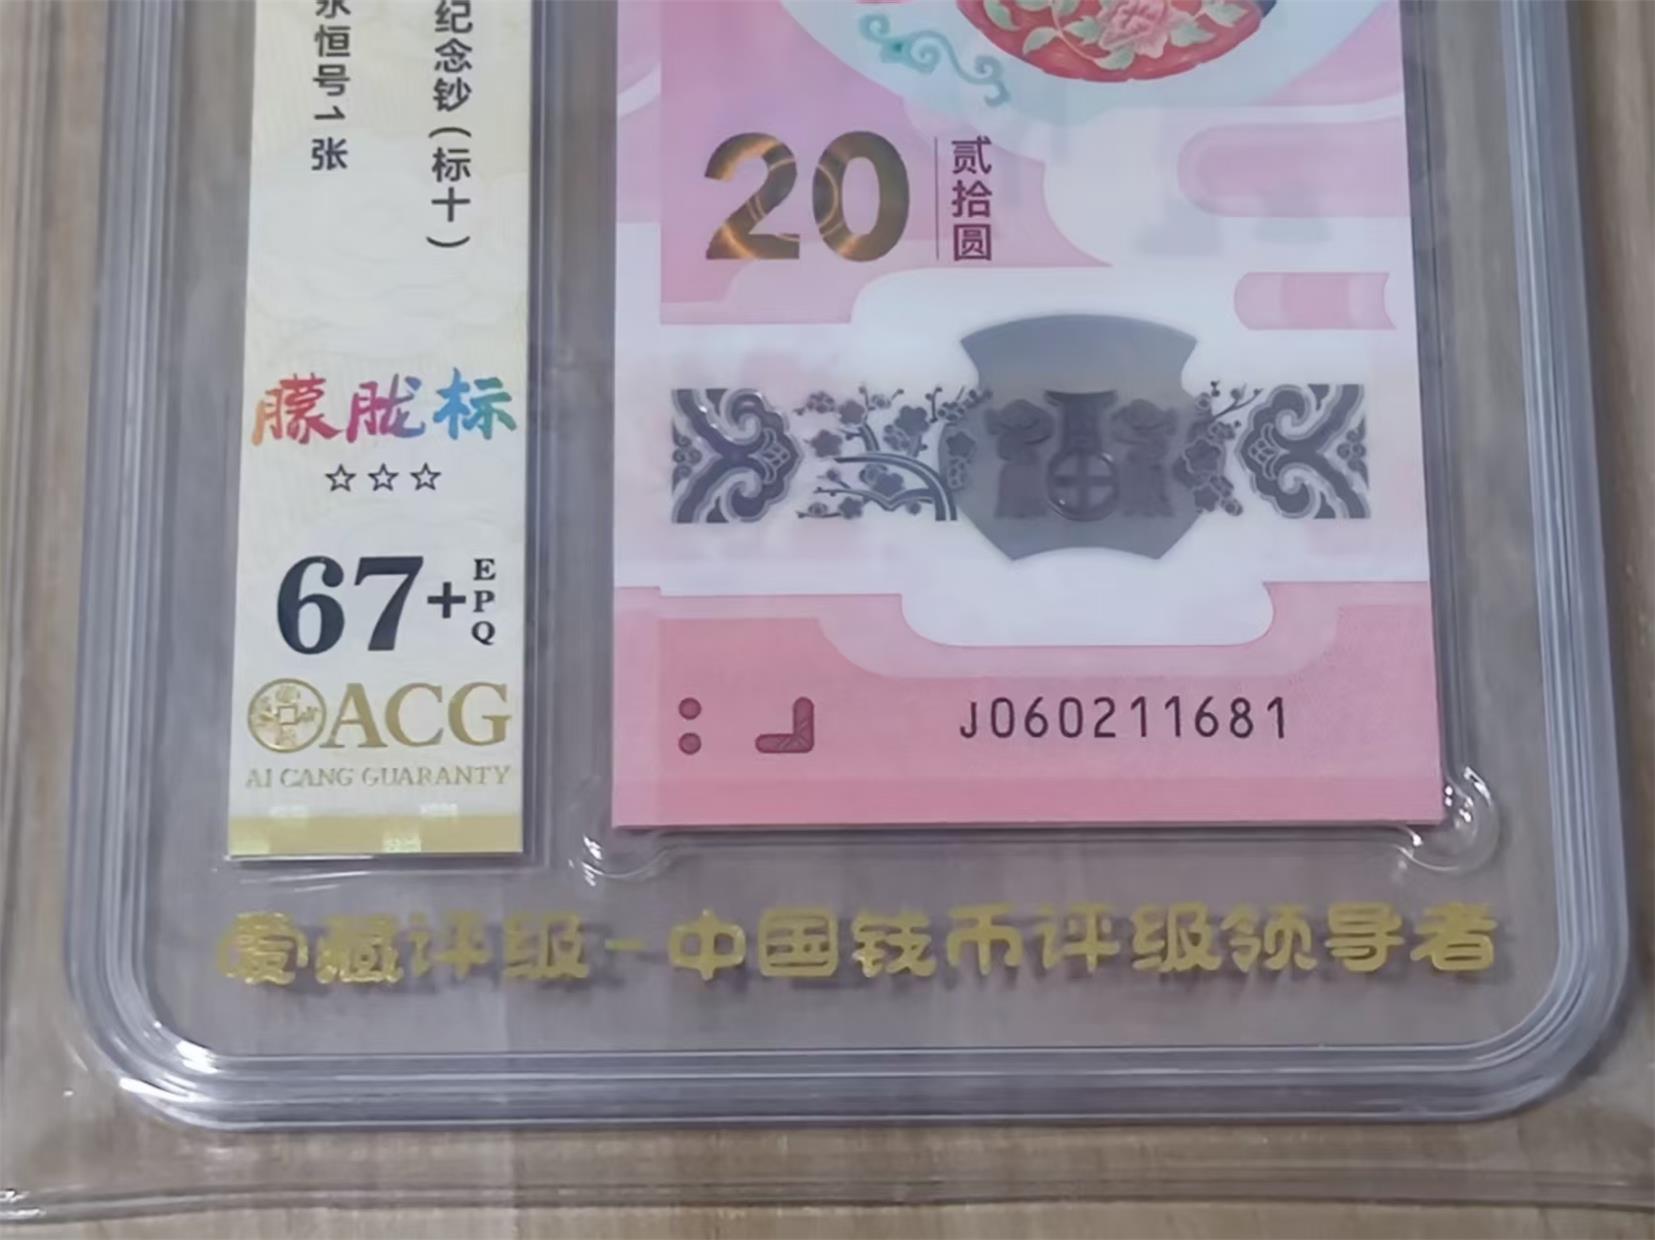 纪念钞(标十)
永恒号1张
朦胧标
☆☆☆
67+EPQ
ACG
AI CANG GUARANTY
20
贰拾圆
J060211681
爱藏评级-中国钱币评级领导者